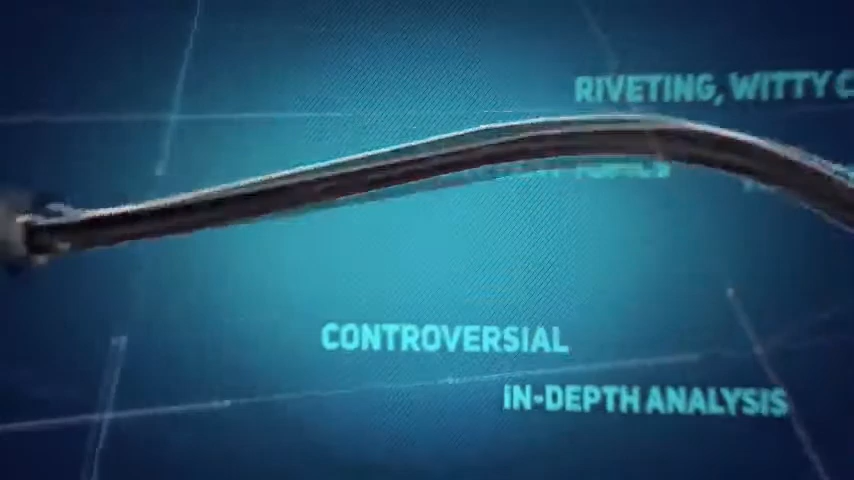 RIVETING, WITTY C
CONTROVERSIAL
IN-DEPTH ANALYSIS